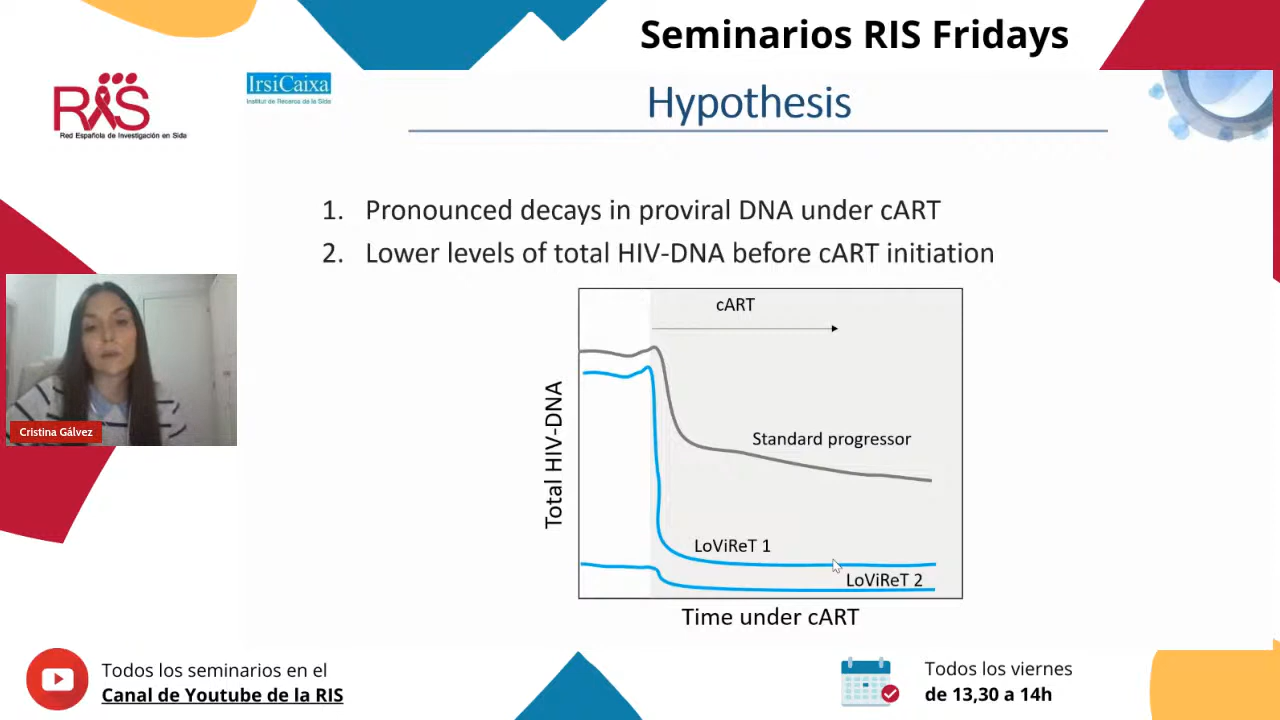 Seminarios RIS Fridays
RIS
Red Española de Investigación en Sida
IrsiCaixa
Institut de Recerca de la Sida
Hypothesis
1. Pronounced decays in proviral DNA under cART
2. Lower levels of total HIV-DNA before cART initiation
cART
Total HIV-DNA
Standard progressor
LoViReT 1
LoViReT 2
Time under cART
Cristina Gálvez
Todos los seminarios en el
Canal de Youtube de la RIS
Todos los viernes
de 13,30 a 14h